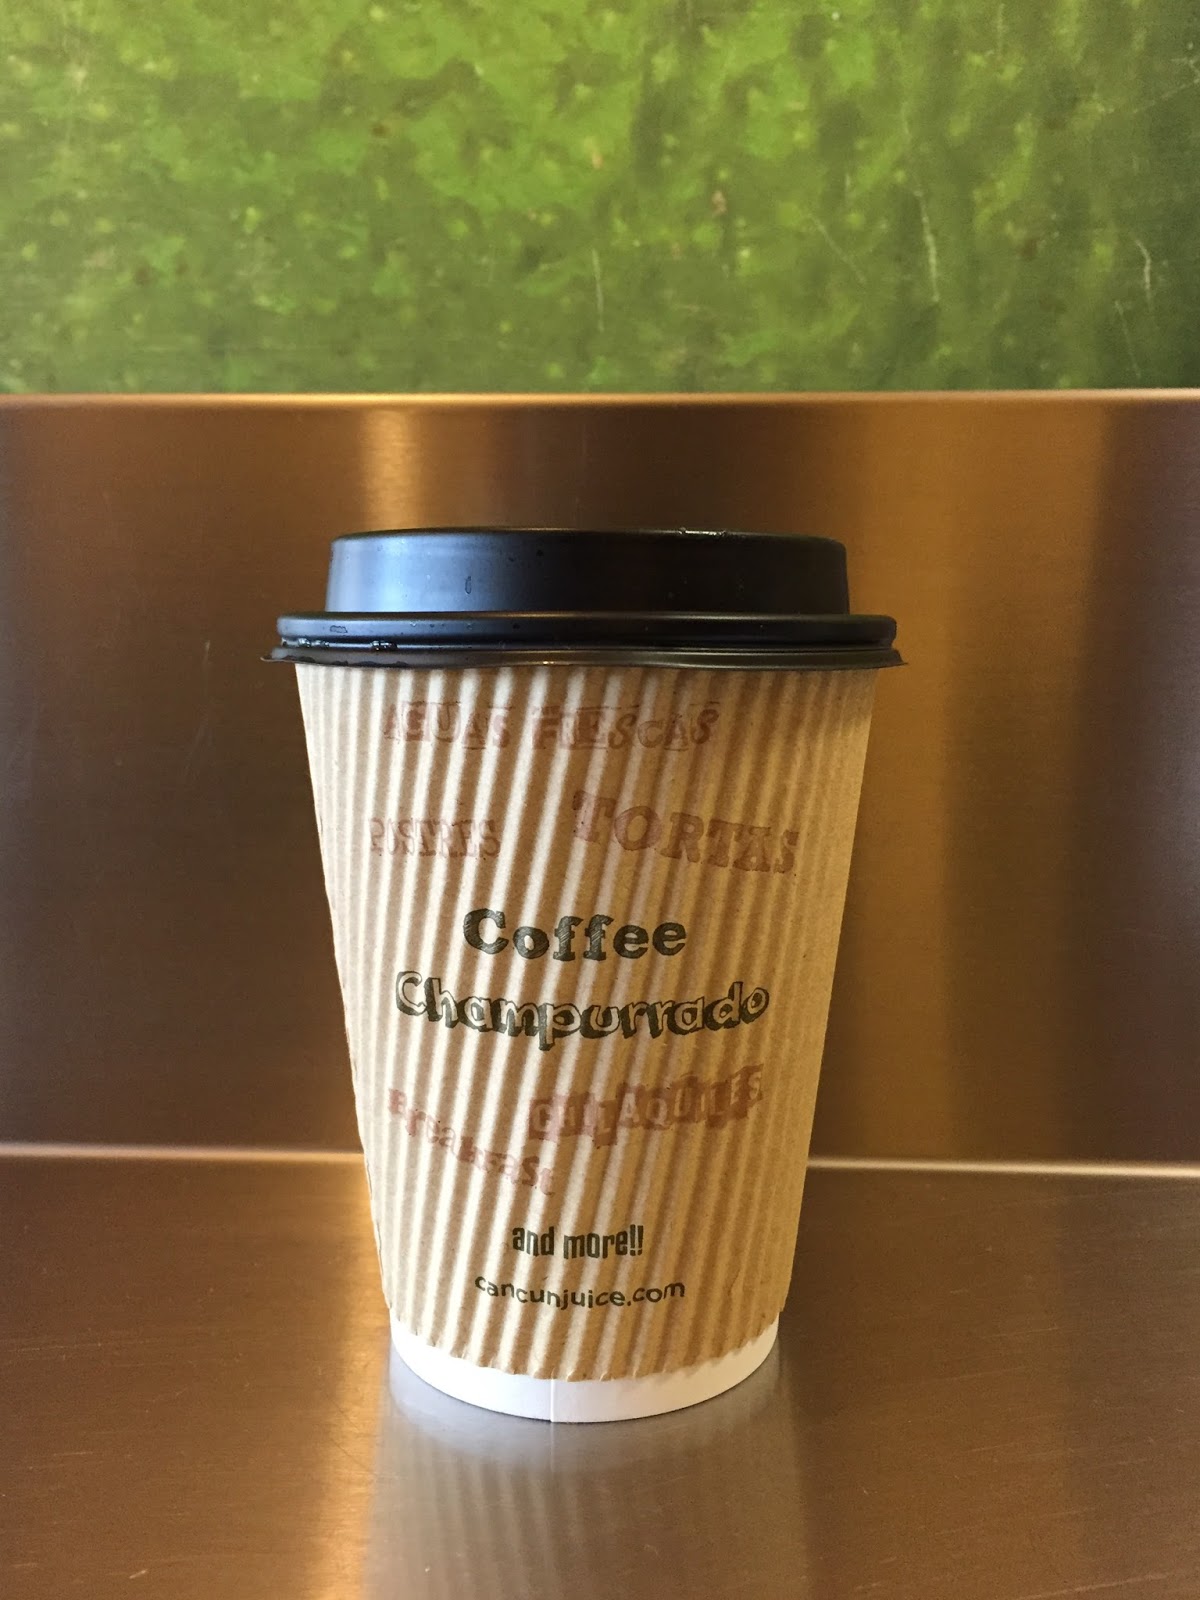 AGUAS FRESCAS
POSTRES TORTAS
Coffee
Champurrado
Breakfast CHILAQUILES
and more!!
cancunjuice.com